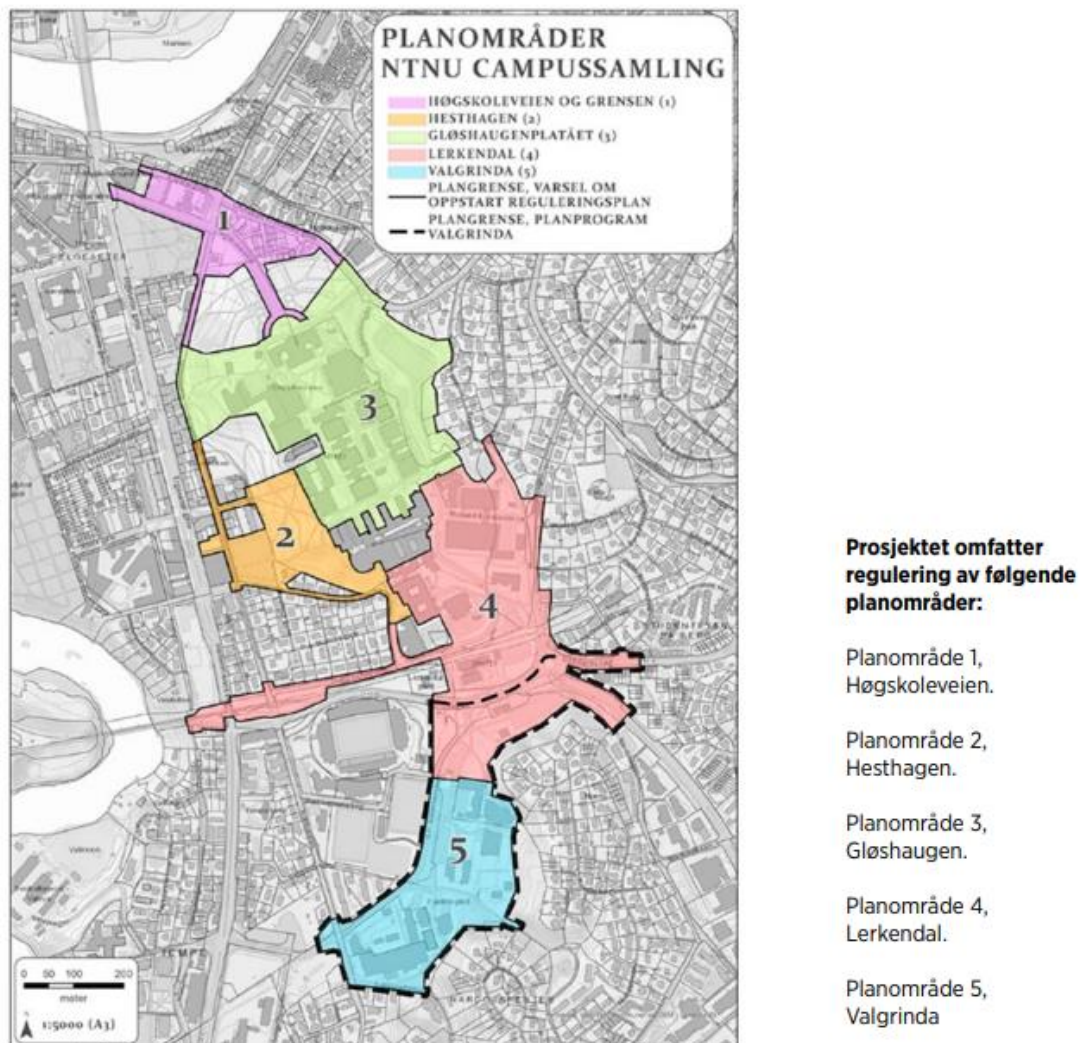 PLANOMRÅDER
NTNU CAMPUSSAMLING
HØGSKOLEVEIEN OG GRENSEN (1)
HESTHAGEN (2)
GLØSHAUGENPLATÅET (3)
LERKENDAL (4)
VALGRINDA (5)
PLANGRENSE, VARSEL OM
OPPSTART REGULERINGSPLAN
PLANGRENSE, PLANPROGRAM
VALGRINDA
1
3
2
4
5
TEMPE
0 50 100 200
meter
N
1:5000 (A3)
Prosjektet omfatter
regulering av følgende
planområder:
Planområde 1,
Høgskoleveien.
Planområde 2,
Hesthagen.
Planområde 3,
Gløshaugen.
Planområde 4,
Lerkendal.
Planområde 5,
Valgrinda